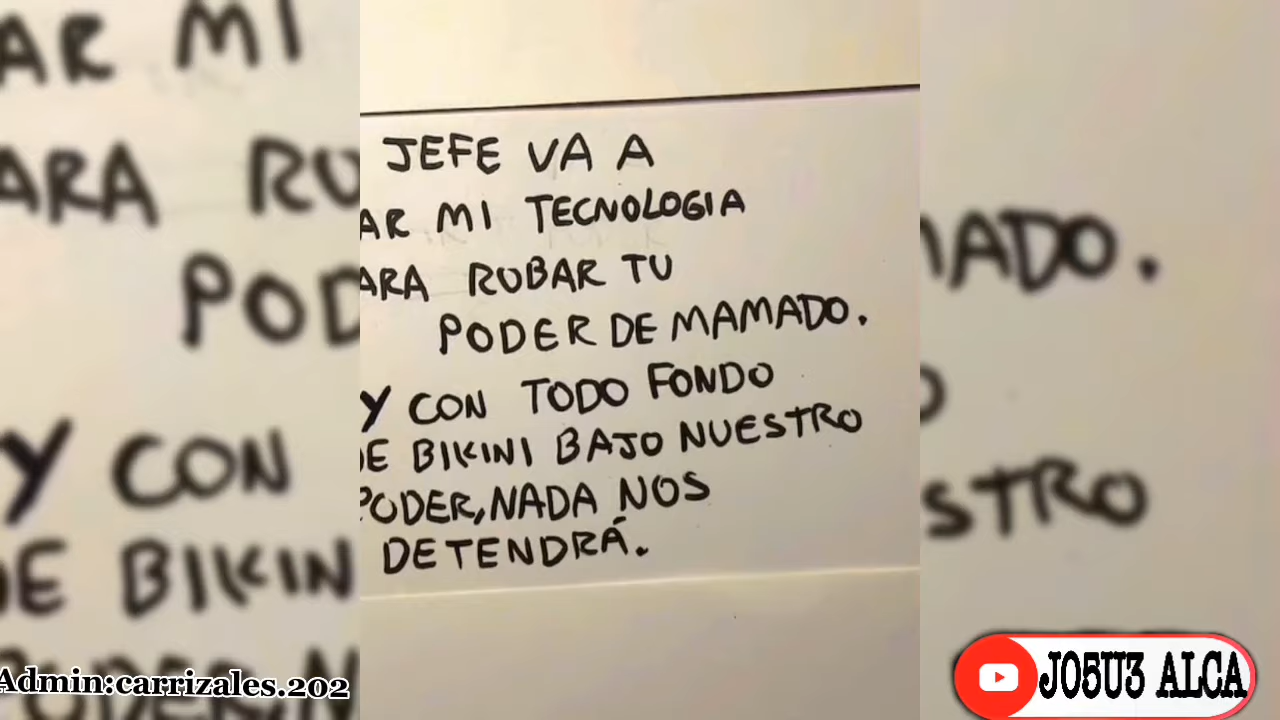 JEFE VA A
AR MI TECNOLOGIA
ARA ROBAR TU
PODER DE MAMADO.
Y CON TODO FONDO
DE BIKINI BAJO NUESTRO
PODER, NADA NOS
DETENDRÁ.
Admin:carrizales.202
JO5U3 ALCA